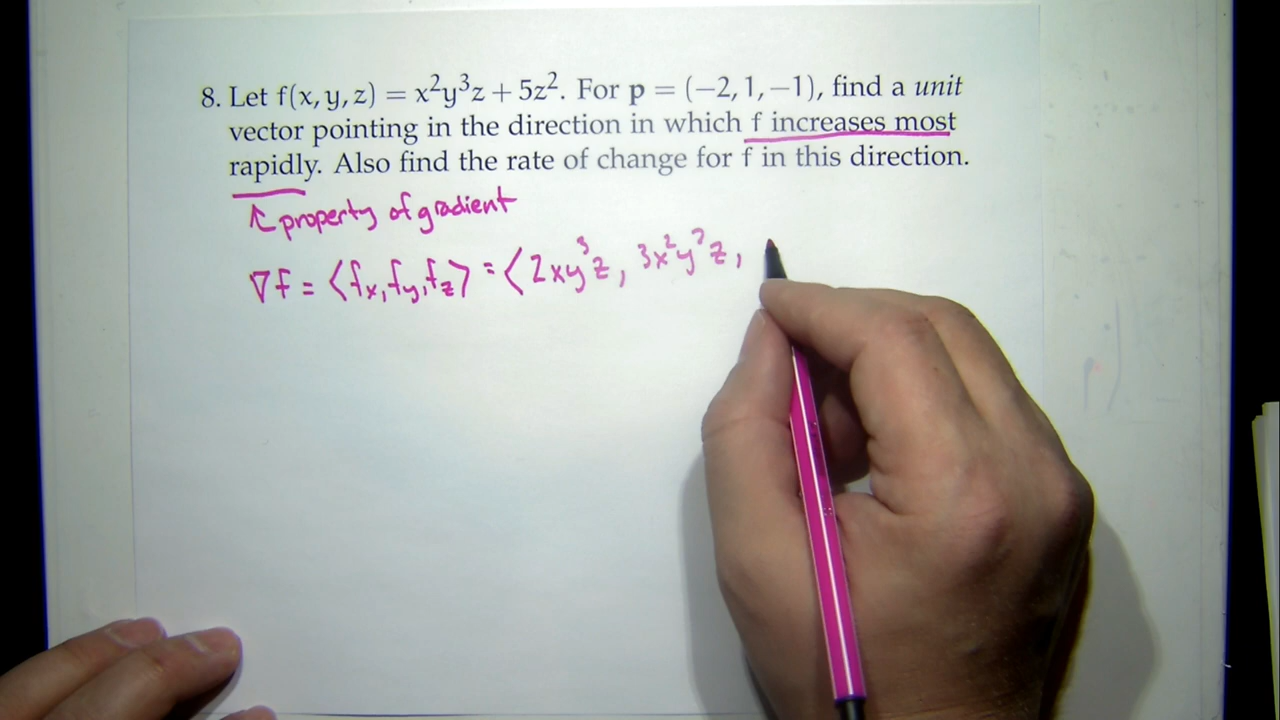 8. Let f(x, y, z) = x²y³z + 5z². For p = (−2, 1, −1), find a unit
vector pointing in the direction in which f increases most
rapidly. Also find the rate of change for f in this direction.
↑ property of gradient
∇f = ⟨fx, fy, fz⟩ = ⟨2xy³z, 3x²y²z,